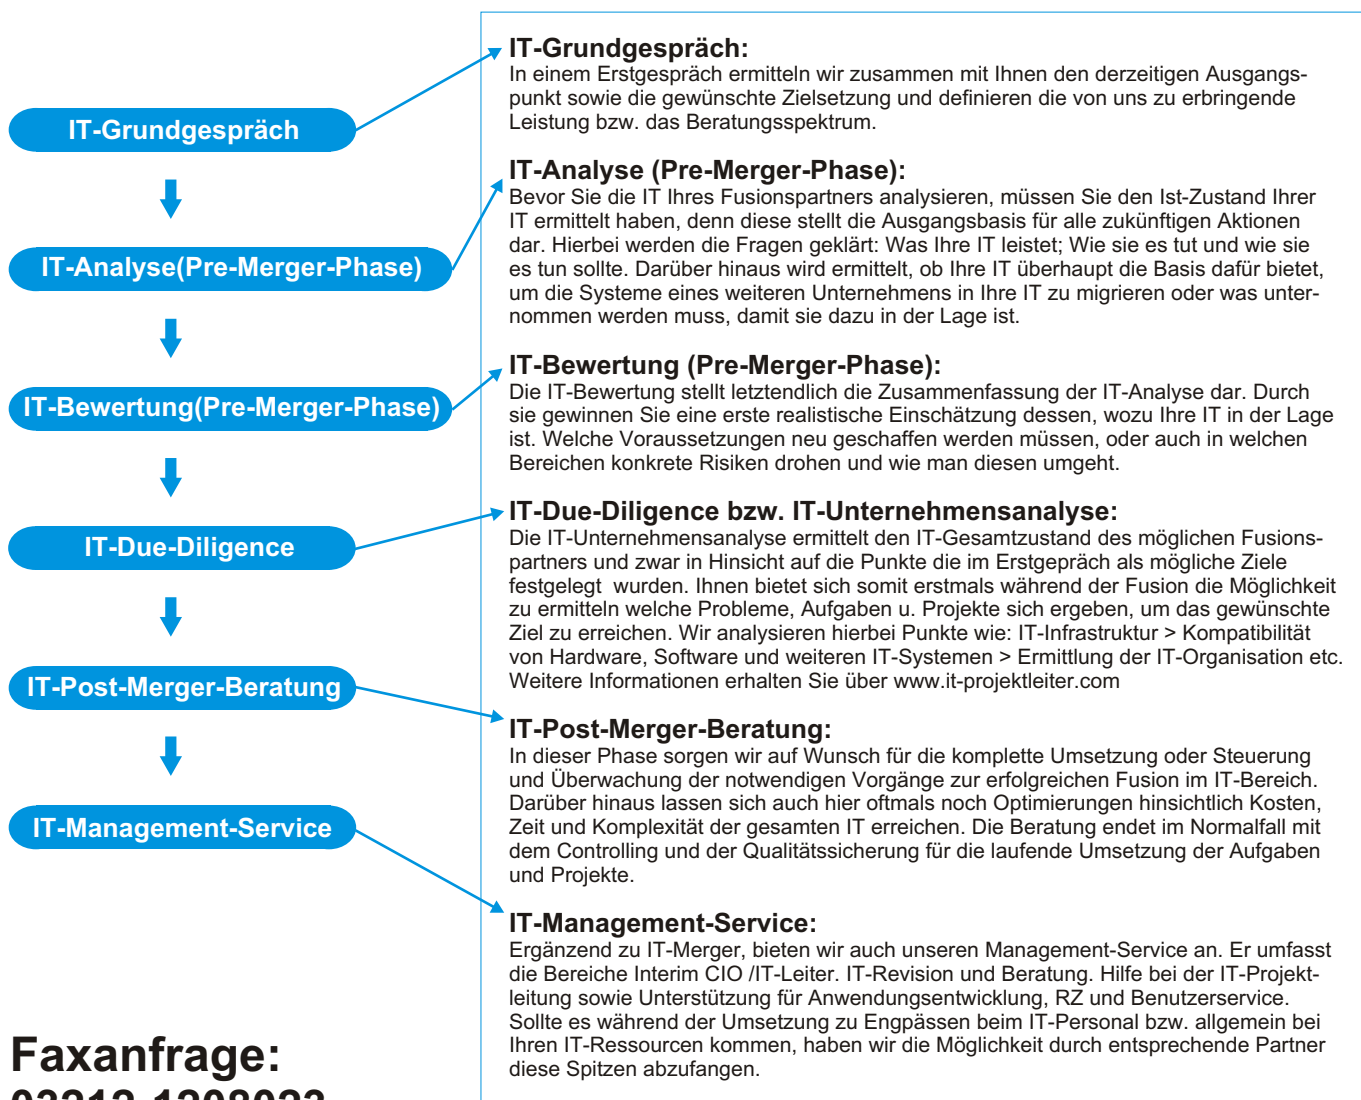 IT-Grundgespräch
IT-Analyse(Pre-Merger-Phase)
IT-Bewertung(Pre-Merger-Phase)
IT-Due-Diligence
IT-Post-Merger-Beratung
IT-Management-Service
Faxanfrage:
03212-1208023
IT-Grundgespräch:
In einem Erstgespräch ermitteln wir zusammen mit Ihnen den derzeitigen Ausgangs-
punkt sowie die gewünschte Zielsetzung und definieren die von uns zu erbringende
Leistung bzw. das Beratungsspektrum.
IT-Analyse (Pre-Merger-Phase):
Bevor Sie die IT Ihres Fusionspartners analysieren, müssen Sie den Ist-Zustand Ihrer
IT ermittelt haben, denn diese stellt die Ausgangsbasis für alle zukünftigen Aktionen
dar. Hierbei werden die Fragen geklärt: Was Ihre IT leistet; Wie sie es tut und wie sie
es tun sollte. Darüber hinaus wird ermittelt, ob Ihre IT überhaupt die Basis dafür bietet,
um die Systeme eines weiteren Unternehmens in Ihre IT zu migrieren oder was unter-
nommen werden muss, damit sie dazu in der Lage ist.
IT-Bewertung (Pre-Merger-Phase):
Die IT-Bewertung stellt letztendlich die Zusammenfassung der IT-Analyse dar. Durch
sie gewinnen Sie eine erste realistische Einschätzung dessen, wozu Ihre IT in der Lage
ist. Welche Voraussetzungen neu geschaffen werden müssen, oder auch in welchen
Bereichen konkrete Risiken drohen und wie man diesen umgeht.
IT-Due-Diligence bzw. IT-Unternehmensanalyse:
Die IT-Unternehmensanalyse ermittelt den IT-Gesamtzustand des möglichen Fusions-
partners und zwar in Hinsicht auf die Punkte die im Erstgepräch als mögliche Ziele
festgelegt wurden. Ihnen bietet sich somit erstmals während der Fusion die Möglichkeit
zu ermitteln welche Probleme, Aufgaben u. Projekte sich ergeben, um das gewünschte
Ziel zu erreichen. Wir analysieren hierbei Punkte wie: IT-Infrastruktur > Kompatibilität
von Hardware, Software und weiteren IT-Systemen > Ermittlung der IT-Organisation etc.
Weitere Informationen erhalten Sie über www.it-projektleiter.com
IT-Post-Merger-Beratung:
In dieser Phase sorgen wir auf Wunsch für die komplette Umsetzung oder Steuerung
und Überwachung der notwendigen Vorgänge zur erfolgreichen Fusion im IT-Bereich.
Darüber hinaus lassen sich auch hier oftmals noch Optimierungen hinsichtlich Kosten,
Zeit und Komplexität der gesamten IT erreichen. Die Beratung endet im Normalfall mit
dem Controlling und der Qualitätssicherung für die laufende Umsetzung der Aufgaben
und Projekte.
IT-Management-Service:
Ergänzend zu IT-Merger, bieten wir auch unseren Management-Service an. Er umfasst
die Bereiche Interim CIO /IT-Leiter. IT-Revision und Beratung. Hilfe bei der IT-Projekt-
leitung sowie Unterstützung für Anwendungsentwicklung, RZ und Benutzerservice.
Sollte es während der Umsetzung zu Engpässen beim IT-Personal bzw. allgemein bei
Ihren IT-Ressourcen kommen, haben wir die Möglichkeit durch entsprechende Partner
diese Spitzen abzufangen.